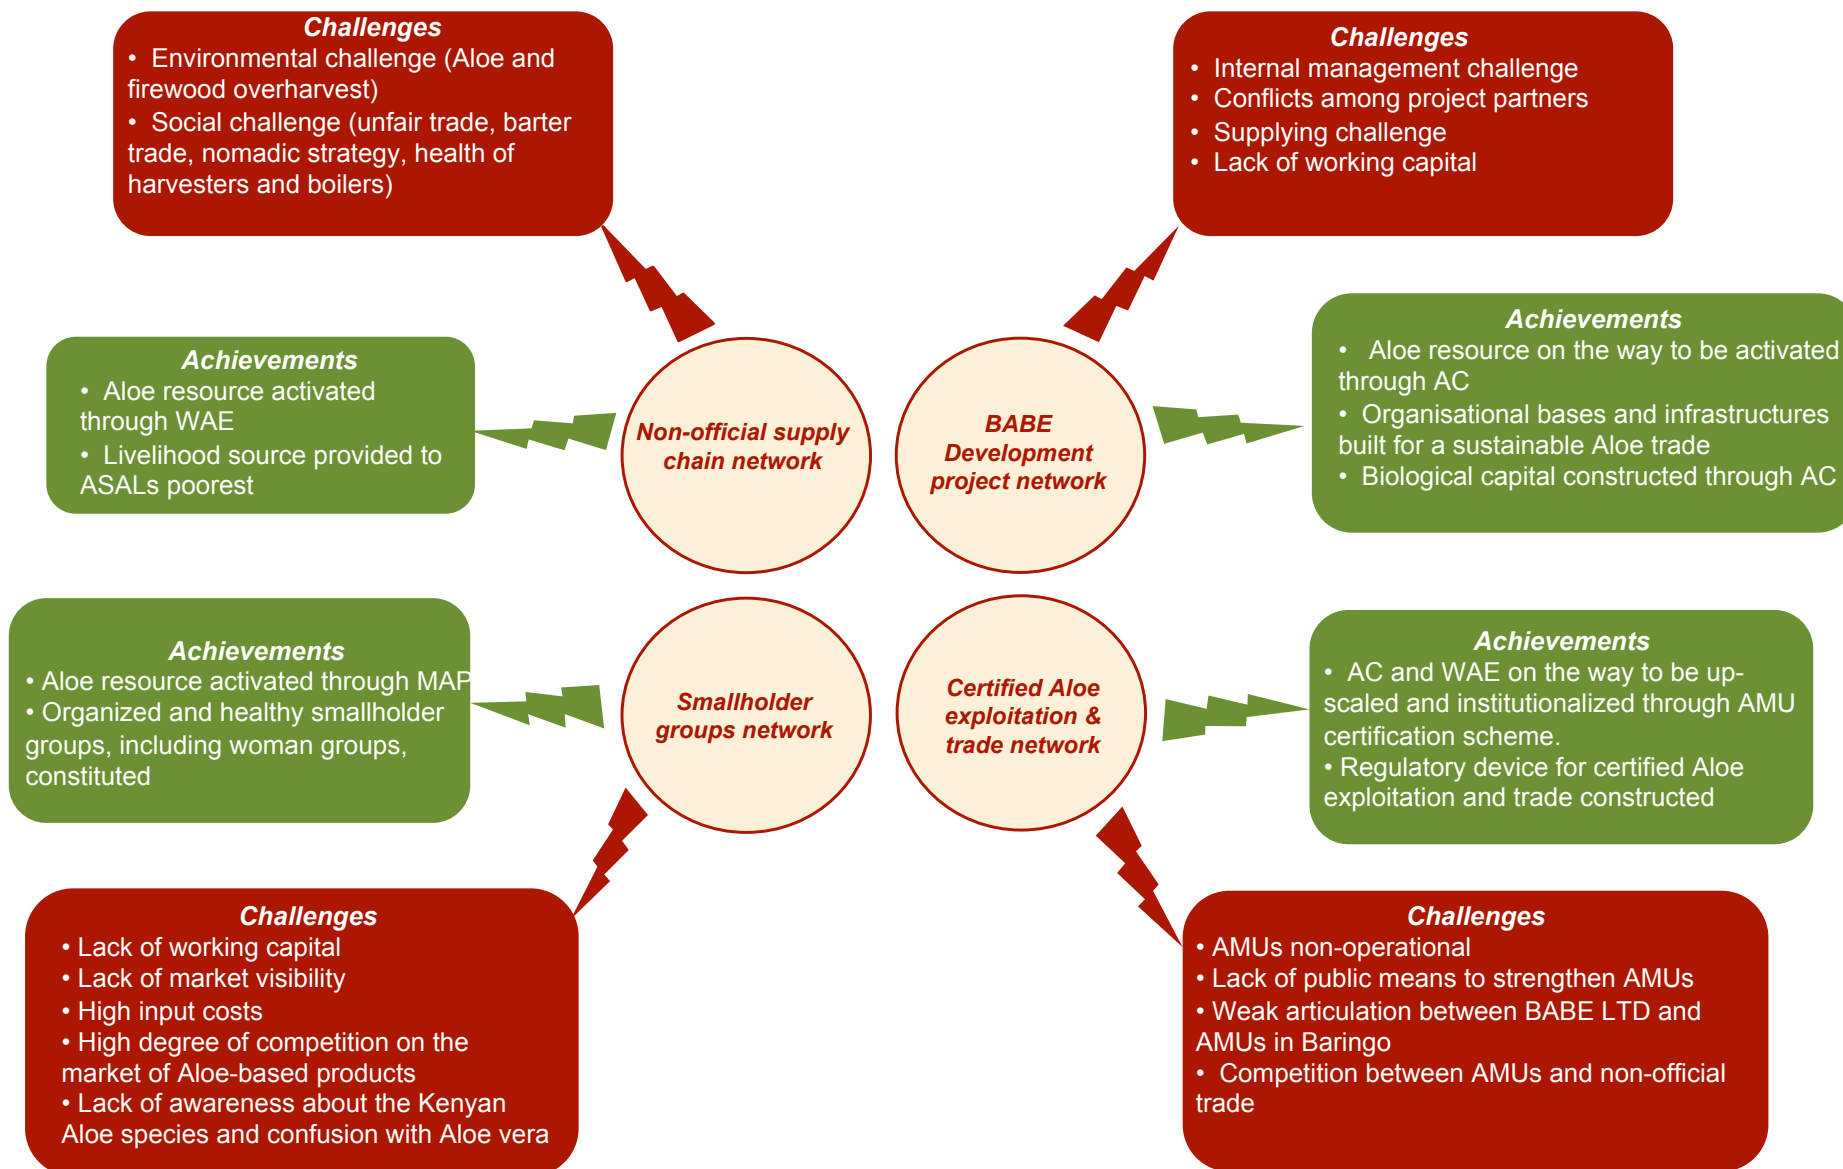 Challenges
• Environmental challenge (Aloe and
firewood overharvest)
• Social challenge (unfair trade, barter
trade, nomadic strategy, health of
harvesters and boilers)
Challenges
• Internal management challenge
• Conflicts among project partners
• Supplying challenge
• Lack of working capital
Achievements
• Aloe resource activated
through WAE
• Livelihood source provided to
ASALs poorest
Non-official supply
chain network
BABE
Development
project network
Achievements
• Aloe resource on the way to be activated
through AC
• Organisational bases and infrastructures
built for a sustainable Aloe trade
• Biological capital constructed through AC
Achievements
• Aloe resource activated through MAP
• Organized and healthy smallholder
groups, including woman groups,
constituted
Smallholder
groups network
Certified Aloe
exploitation &
trade network
Achievements
• AC and WAE on the way to be up-
scaled and institutionalized through AMU
certification scheme.
• Regulatory device for certified Aloe
exploitation and trade constructed
Challenges
• Lack of working capital
• Lack of market visibility
• High input costs
• High degree of competition on the
market of Aloe-based products
• Lack of awareness about the Kenyan
Aloe species and confusion with Aloe vera
Challenges
• AMUs non-operational
• Lack of public means to strengthen AMUs
• Weak articulation between BABE LTD and
AMUs in Baringo
• Competition between AMUs and non-official
trade